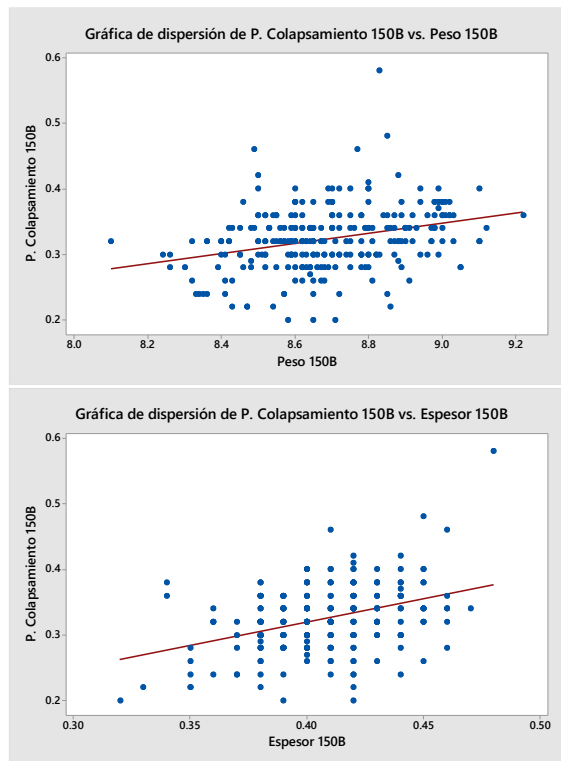 Gráfica de dispersión de P. Colapsamiento 150B vs. Peso 150B
P. Colapsamiento 150B
0.6
0.5
0.4
0.3
0.2
8.0 8.2 8.4 8.6 8.8 9.0 9.2
Peso 150B
Gráfica de dispersión de P. Colapsamiento 150B vs. Espesor 150B
P. Colapsamiento 150B
0.6
0.5
0.4
0.3
0.2
0.30 0.35 0.40 0.45 0.50
Espesor 150B